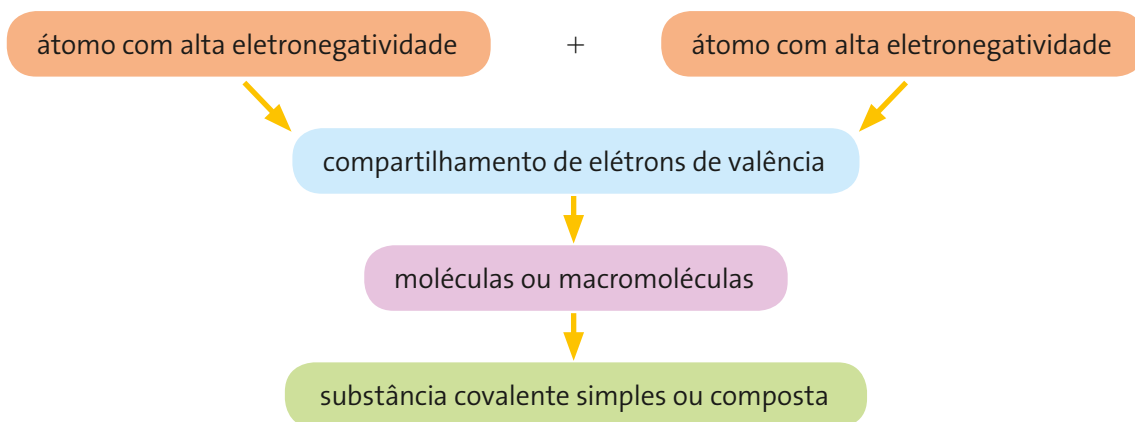 átomo com alta eletronegatividade + átomo com alta eletronegatividade
compartilhamento de elétrons de valência
moléculas ou macromoléculas
substância covalente simples ou composta